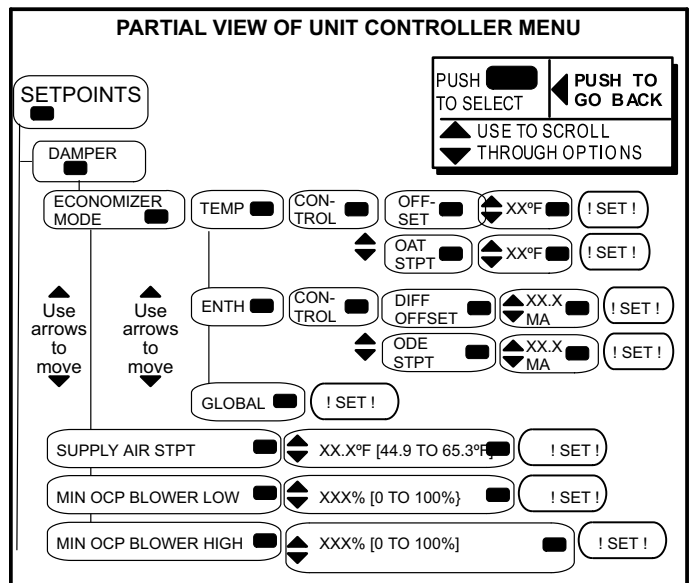 PARTIAL VIEW OF UNIT CONTROLLER MENU
PUSH
TO SELECT
PUSH TO
GO BACK
USE TO SCROLL
THROUGH OPTIONS
SETPOINTS
DAMPER
ECONOMIZER
MODE
TEMP
CON-
TROL
OFF-
SET
XXºF
! SET !
OAT
STPT
XXºF
! SET !
Use
arrows
to
move
Use
arrows
to
move
ENTH
CON-
TROL
DIFF
OFFSET
XX.X
MA
! SET !
ODE
STPT
XX.X
MA
! SET !
GLOBAL
! SET !
SUPPLY AIR STPT
XX.XºF [44.9 TO 65.3ºF]
! SET !
MIN OCP BLOWER LOW
XXX% [0 TO 100%}
! SET !
MIN OCP BLOWER HIGH
XXX% [0 TO 100%]
! SET !